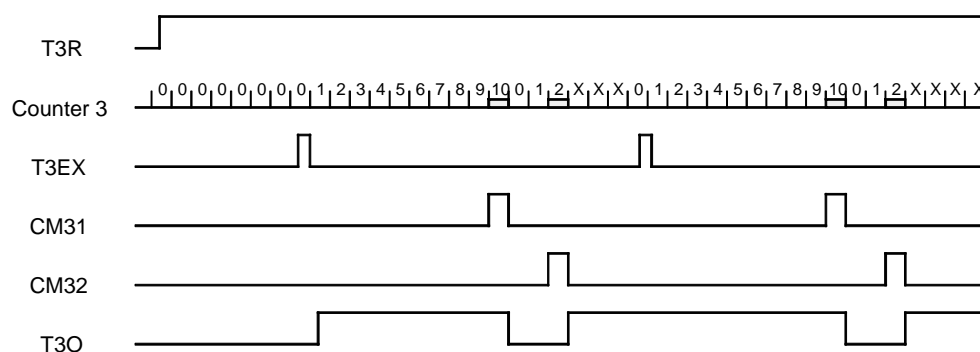 T3R
0 0 0 0 0 0 0 0 1 2 3 4 5 6 7 8 9 10 0 1 2 X X X 0 1 2 3 4 5 6 7 8 9 10 0 1 2 X X X X
Counter 3
T3EX
CM31
CM32
T3O